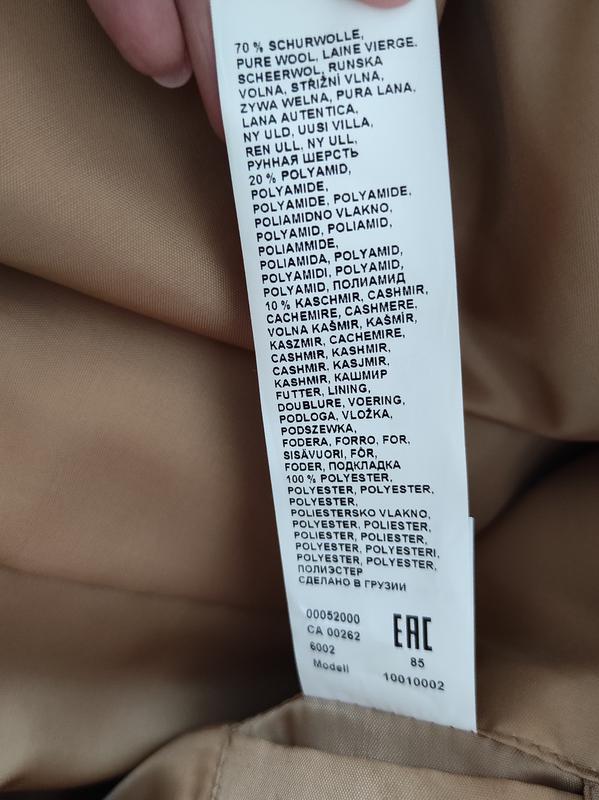 70 % SCHURWOLLE,
PURE WOOL, LAINE VIERGE,
SCHEERWOL, RUNSKA
VOLNA, STŘIŽNÍ VLNA,
ZYWA WELNA, PURA LANA,
LANA AUTENTICA,
NY ULD, UUSI VILLA,
REN ULL, NY ULL,
РУННАЯ ШЕРСТЬ
20 % POLYAMID,
POLYAMIDE,
POLYAMIDE, POLYAMIDE,
POLIAMIDNO VLAKNO,
POLYAMID, POLIAMID,
POLIAMMIDE,
POLIAMIDA, POLYAMID,
POLYAMIDI, POLYAMID,
POLYAMID, ПОЛИАМИД
10 % KASCHMIR, CASHMIR,
CACHEMIRE, CASHMERE,
VOLNA KAŠMIR, KAŠMÍR,
KASZMIR, CACHEMIRE,
CASHMIR, KASHMIR,
CASHMIR, KASJMIR,
KASHMIR, КАШМИР
FUTTER, LINING,
DOUBLURE, VOERING,
PODLOGA, VLOŽKA,
PODSZEWKA,
FODERA, FORRO, FOR,
SISÄVUORI, FÔR,
FODER, ПОДКЛАДКА
100 % POLYESTER,
POLYESTER, POLYESTER,
POLYESTER,
POLIESTERSKO VLAKNO,
POLYESTER, POLIESTER,
POLIESTER, POLIESTER,
POLYESTER, POLYESTERI,
POLYESTER, POLYESTER,
ПОЛИЭСТЕР
СДЕЛАНО В ГРУЗИИ
00052000 EAC
CA 00262
6002 85
Modell 10010002